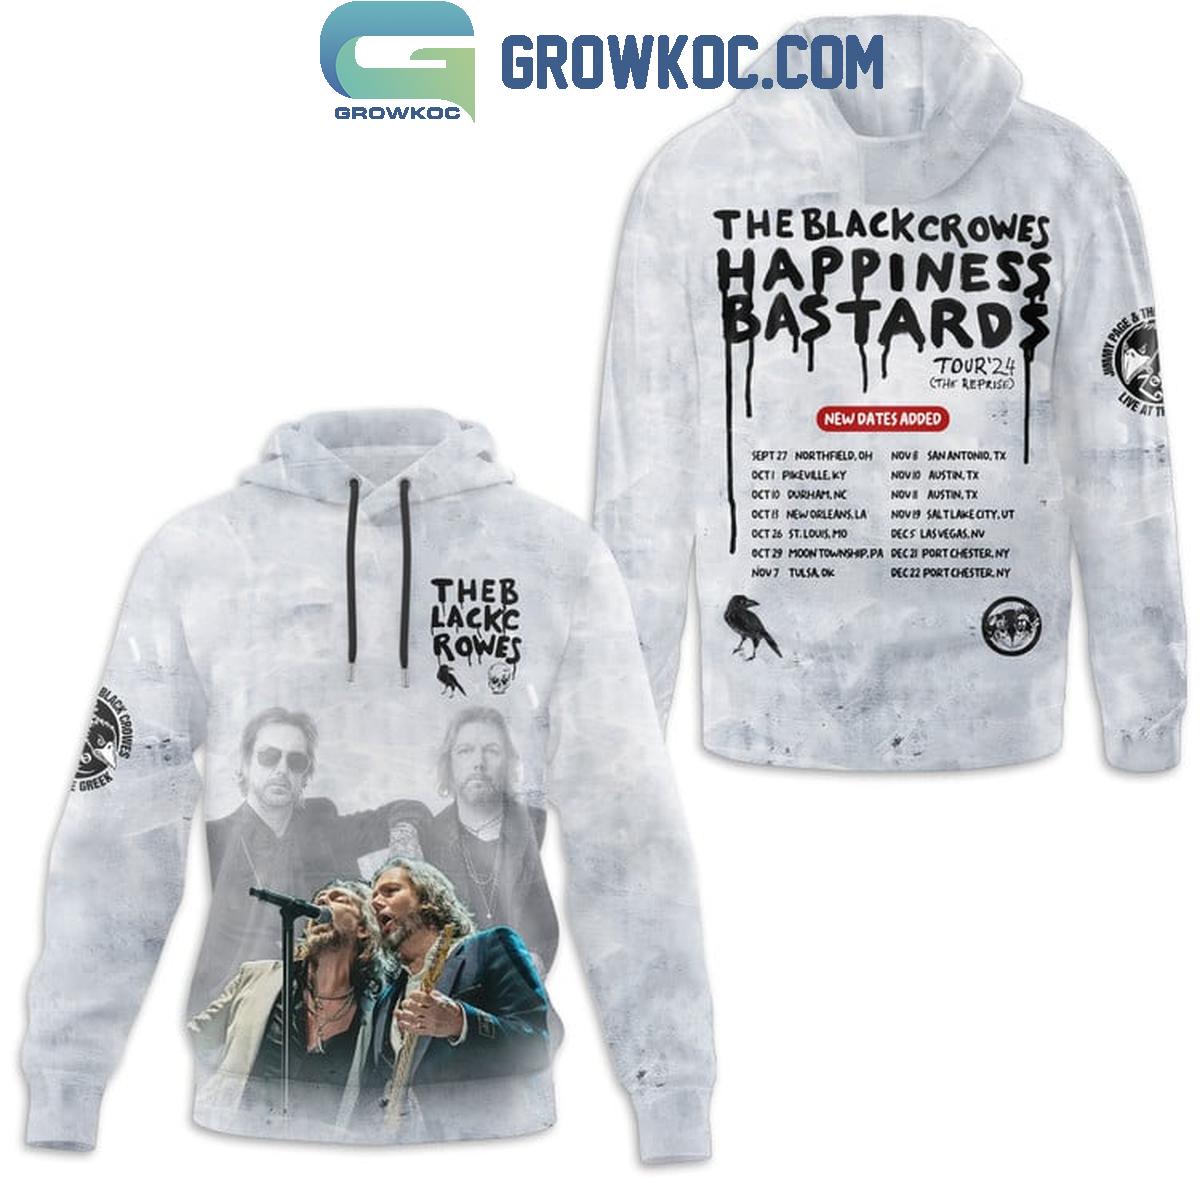 GROWKOC
GROWKOC.COM
THE BLACK CROWES
HAPPINESS
BASTARDS
TOUR'24
(THE REPRISE)
NEW DATES ADDED
SEPT 27 NORTHFIELD, OH
OCT 1 PIKEVILLE, KY
OCT 10 DURHAM, NC
OCT 13 NEW ORLEANS, LA
OCT 26 ST. LOUIS, MO
OCT 29 MOON TOWNSHIP, PA
NOV 7 TULSA, OK
NOV 8 SAN ANTONIO, TX
NOV 10 AUSTIN, TX
NOV 11 AUSTIN, TX
NOV 19 SALT LAKE CITY, UT
DEC 5 LAS VEGAS, NV
DEC 21 PORT CHESTER, NY
DEC 22 PORT CHESTER, NY
JIMMY PAGE & TH
LIVE AT TH
THE B
LACK C
ROWES
BLACK CROWES
E GREEK